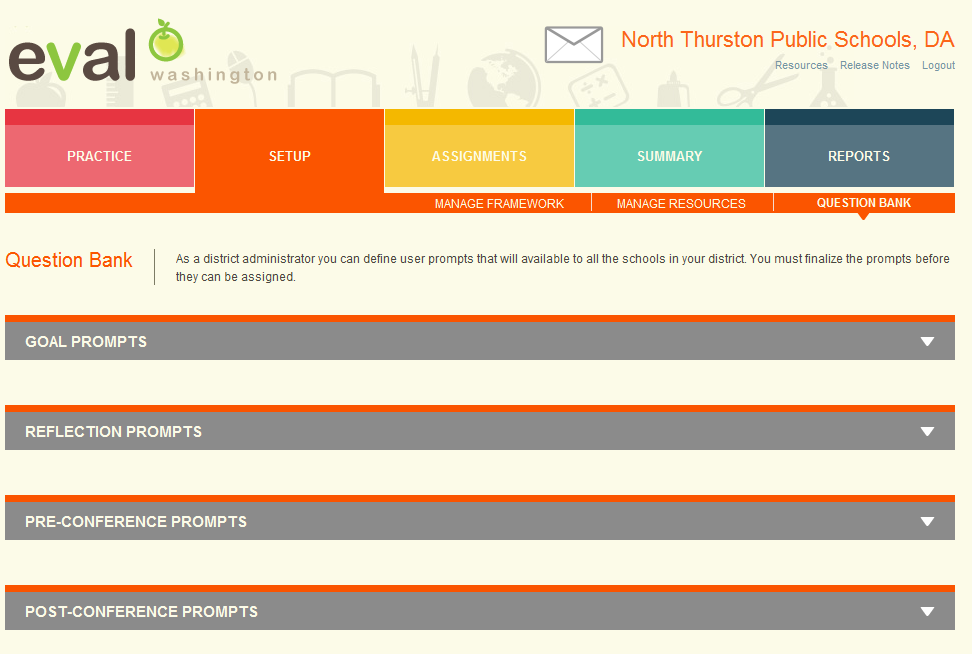 eval
washington
North Thurston Public Schools, DA
Resources Release Notes Logout
PRACTICE SETUP ASSIGNMENTS SUMMARY REPORTS
MANAGE FRAMEWORK MANAGE RESOURCES QUESTION BANK
Question Bank
As a district administrator you can define user prompts that will available to all the schools in your district. You must finalize the prompts before
they can be assigned.
GOAL PROMPTS
REFLECTION PROMPTS
PRE-CONFERENCE PROMPTS
POST-CONFERENCE PROMPTS